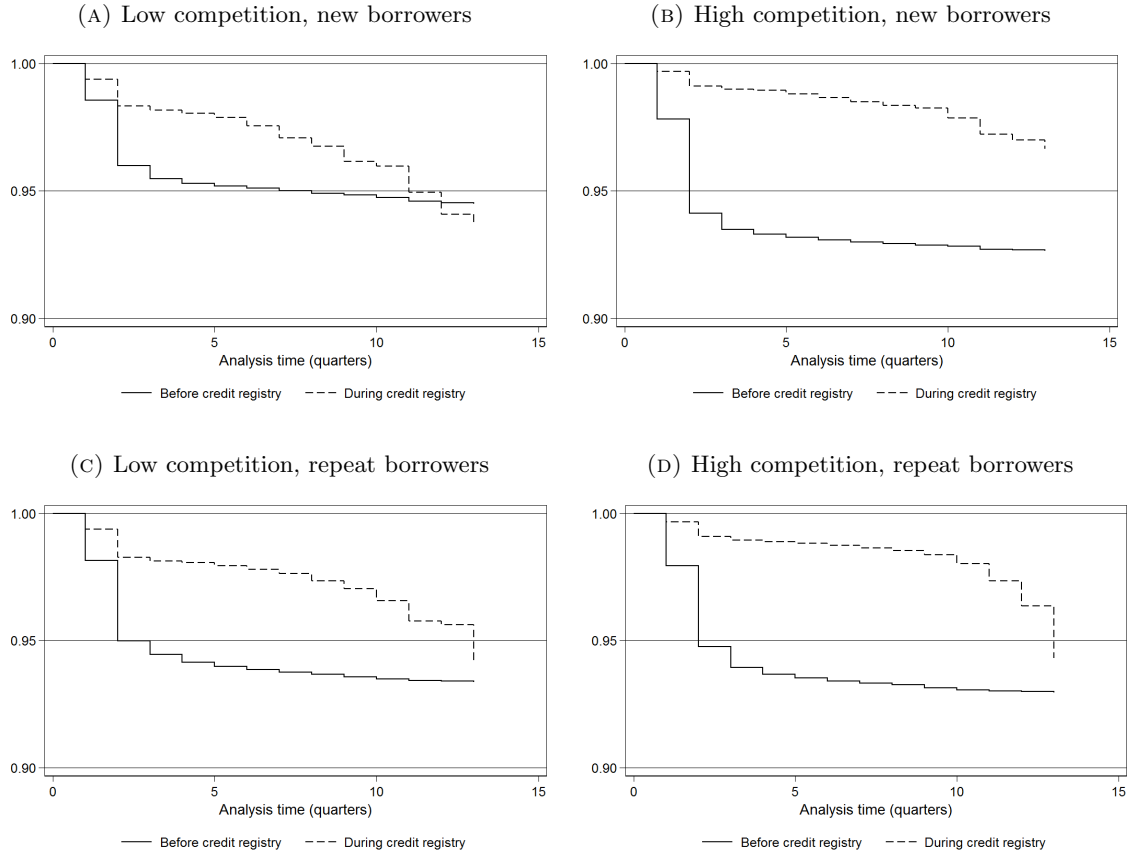 (A) Low competition, new borrowers
1.00
0.95
0.90
0 5 10 15
Analysis time (quarters)
Before credit registry During credit registry
(B) High competition, new borrowers
1.00
0.95
0.90
0 5 10 15
Analysis time (quarters)
Before credit registry During credit registry
(C) Low competition, repeat borrowers
1.00
0.95
0.90
0 5 10 15
Analysis time (quarters)
Before credit registry During credit registry
(D) High competition, repeat borrowers
1.00
0.95
0.90
0 5 10 15
Analysis time (quarters)
Before credit registry During credit registry